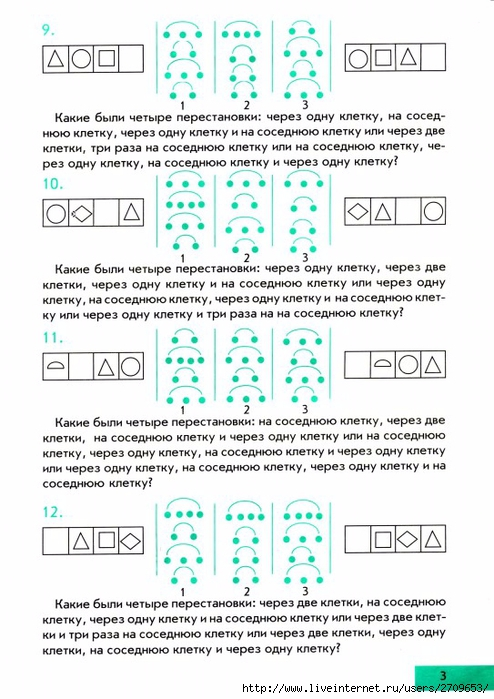 9.
1 2 3
Какие были четыре перестановки: через одну клетку, на сосед-
нюю клетку, через одну клетку и на соседнюю клетку или через две
клетки, три раза на соседнюю клетку или на соседнюю клетку, че-
рез одну клетку, на соседнюю клетку и через одну клетку?
10.
1 2 3
Какие были четыре перестановки: через одну клетку, через две
клетки, через одну клетку и на соседнюю клетку или через одну
клетку, на соседнюю клетку, через одну клетку и на соседнюю клет-
ку или через одну клетку и три раза на на соседнюю клетку?
11.
1 2 3
Какие были четыре перестановки: на соседнюю клетку, через две
клетки, на соседнюю клетку и через одну клетку или на соседнюю
клетку, через одну клетку, на соседнюю клетку и через одну клетку
или через одну клетку, на соседнюю клетку, через одну клетку и на
соседнюю клетку?
12.
1 2 3
Какие были четыре перестановки: через две клетки, на соседнюю
клетку, через одну клетку и на соседнюю клетку или через две клет-
ки и три раза на соседнюю клетку или через две клетки, через одну
клетки, на соседнюю клетку и через одну клетку?
3
http://www.liveinternet.ru/users/2709653/